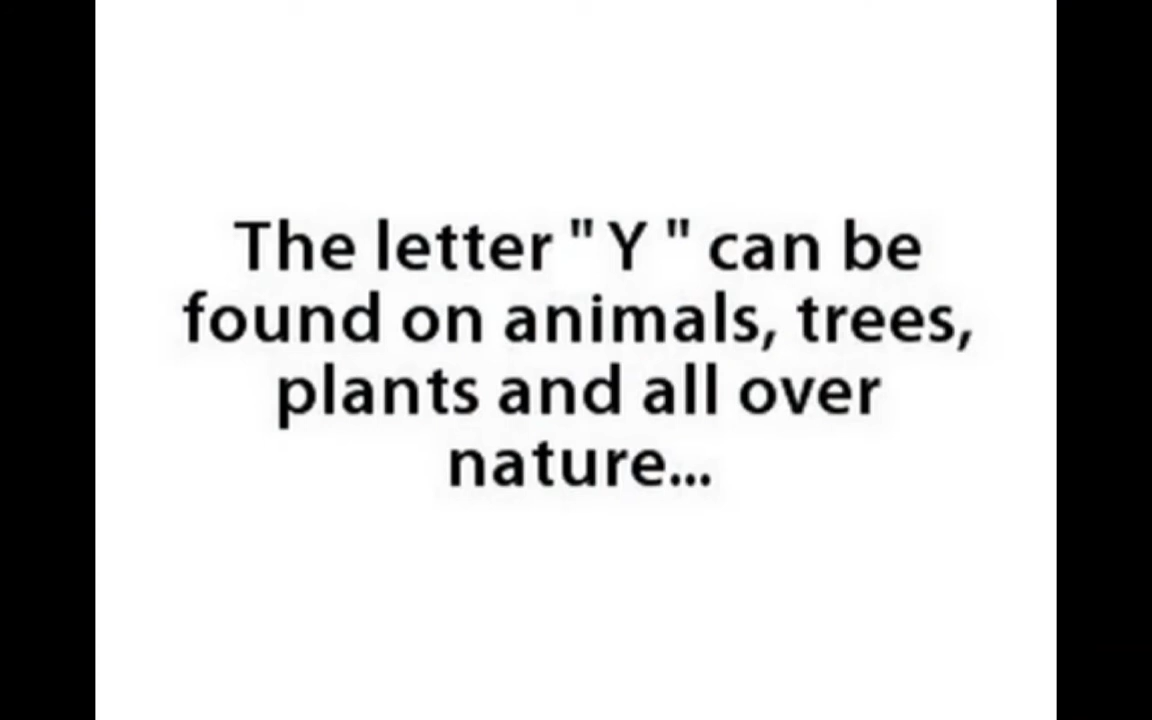 The letter " Y " can be
found on animals, trees,
plants and all over
nature...